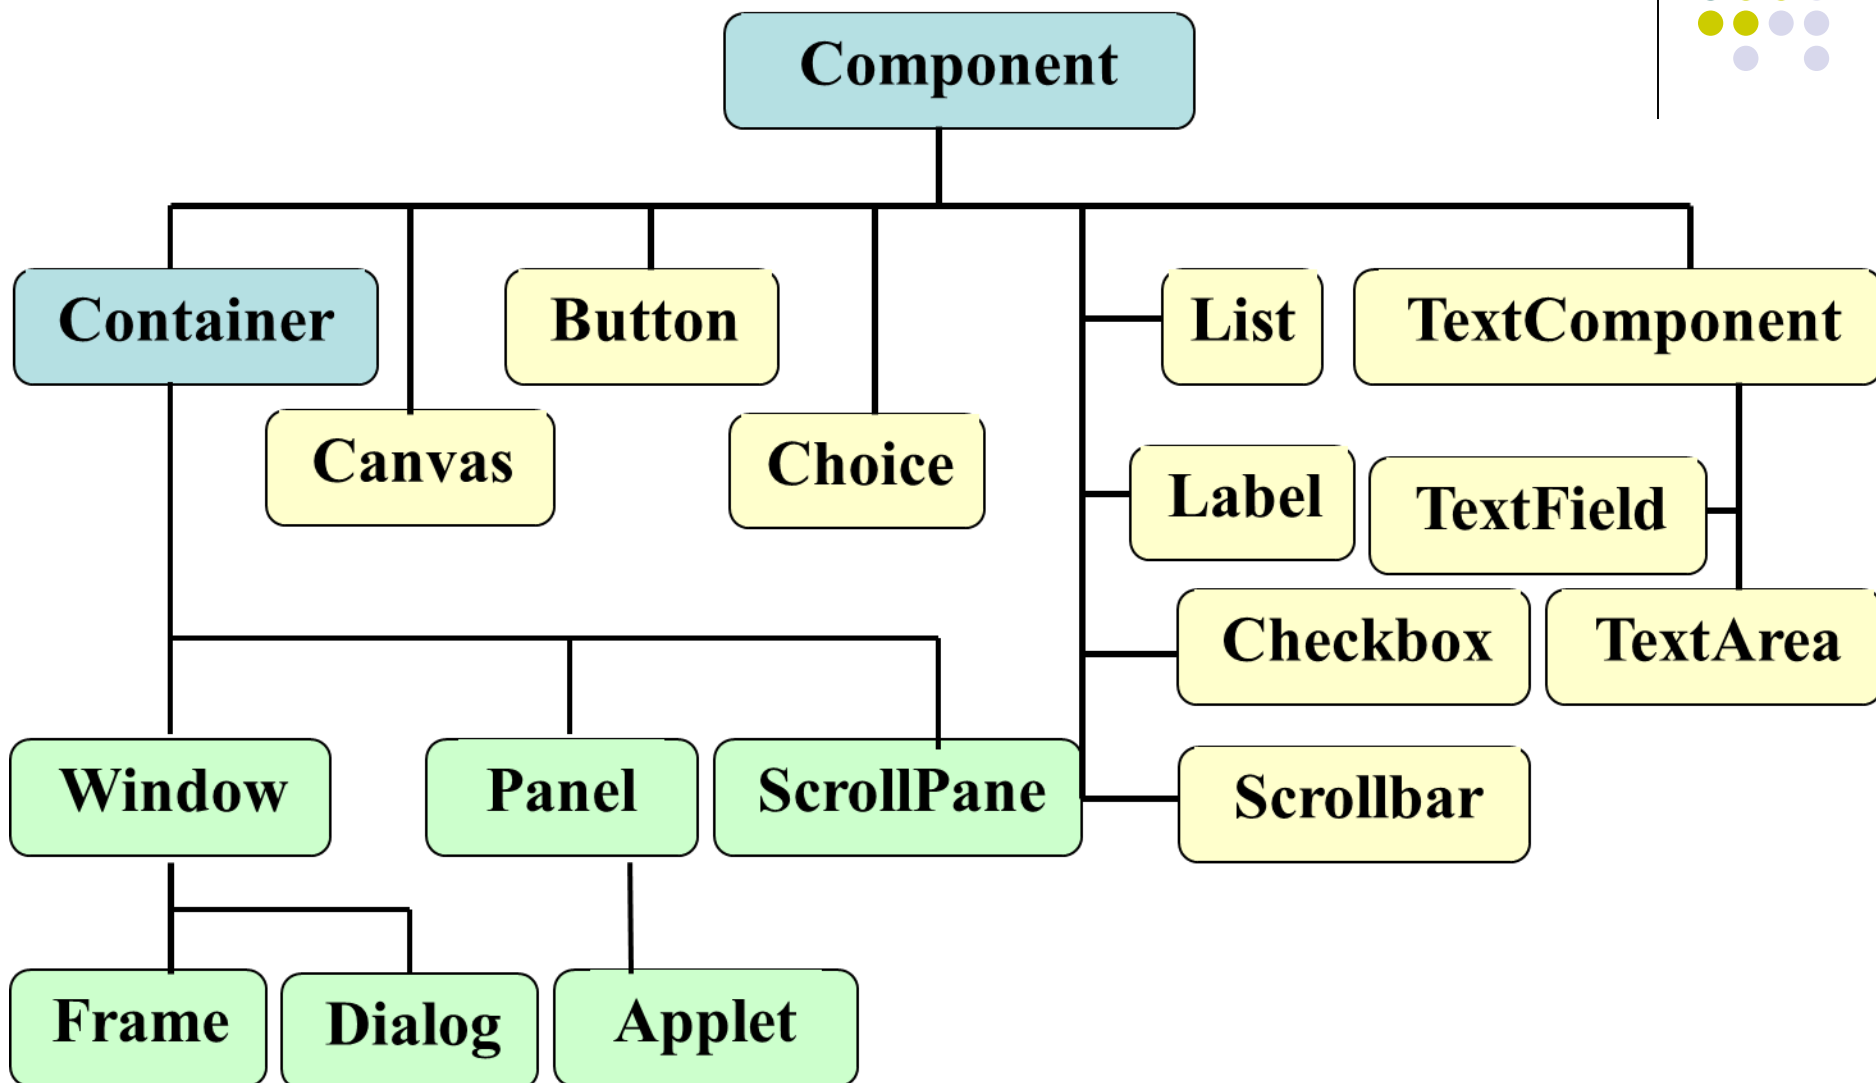 Component
Container
Button
List
TextComponent
Canvas
Choice
Label
TextField
Checkbox
TextArea
Window
Panel
ScrollPane
Scrollbar
Frame
Dialog
Applet